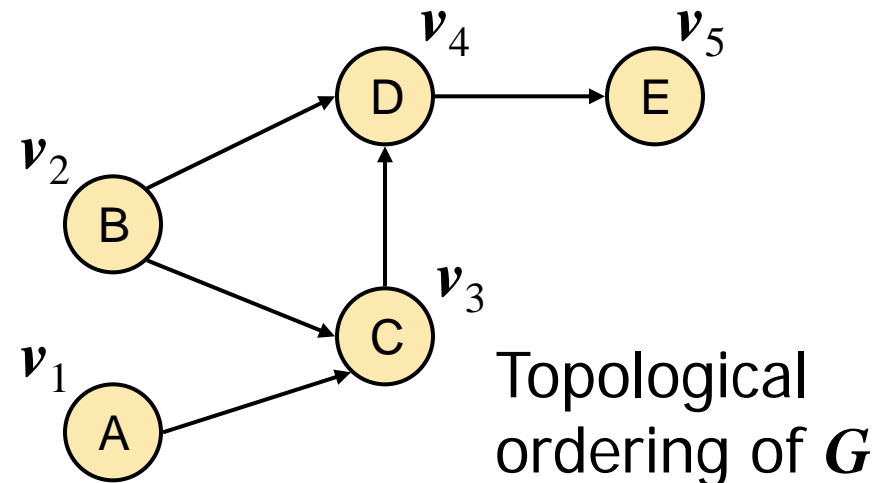 v₄
v₅
D
E
v₂
B
v₃
C
v₁
A
Topological
ordering of G